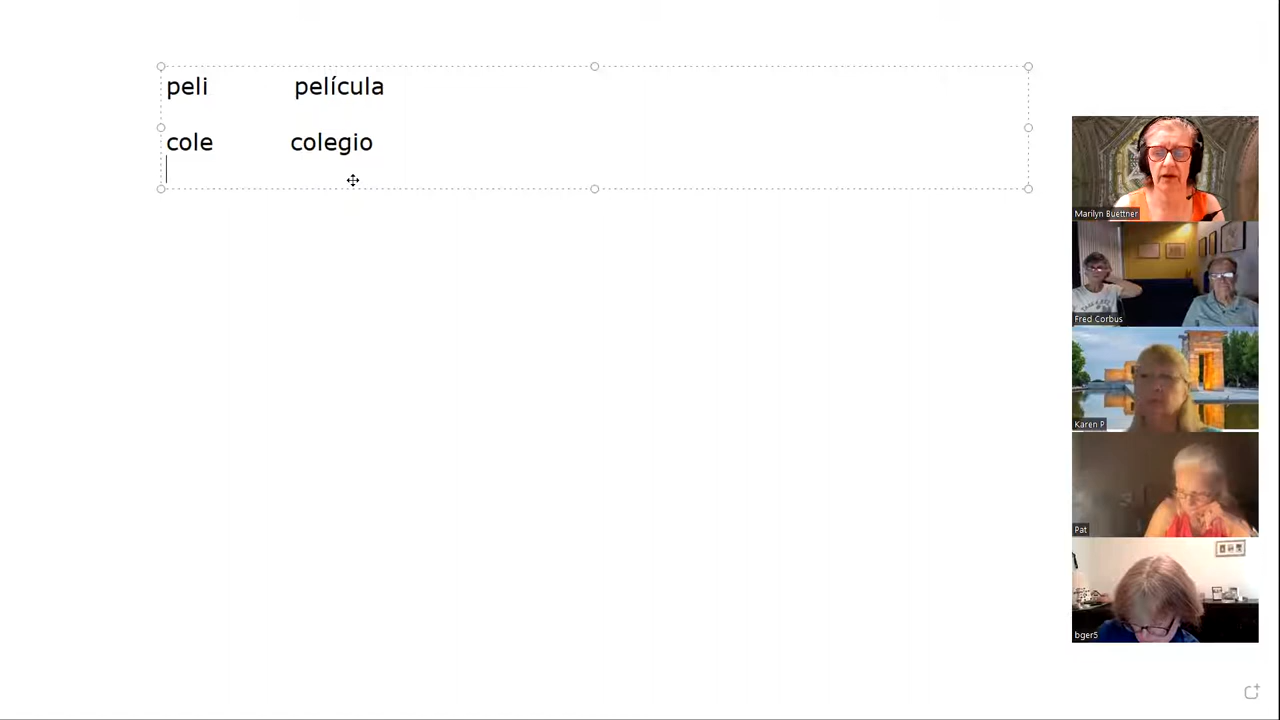 peli película
cole colegio
Marilyn Buettner
Fred Corbus
Karen P
Pat
bger5